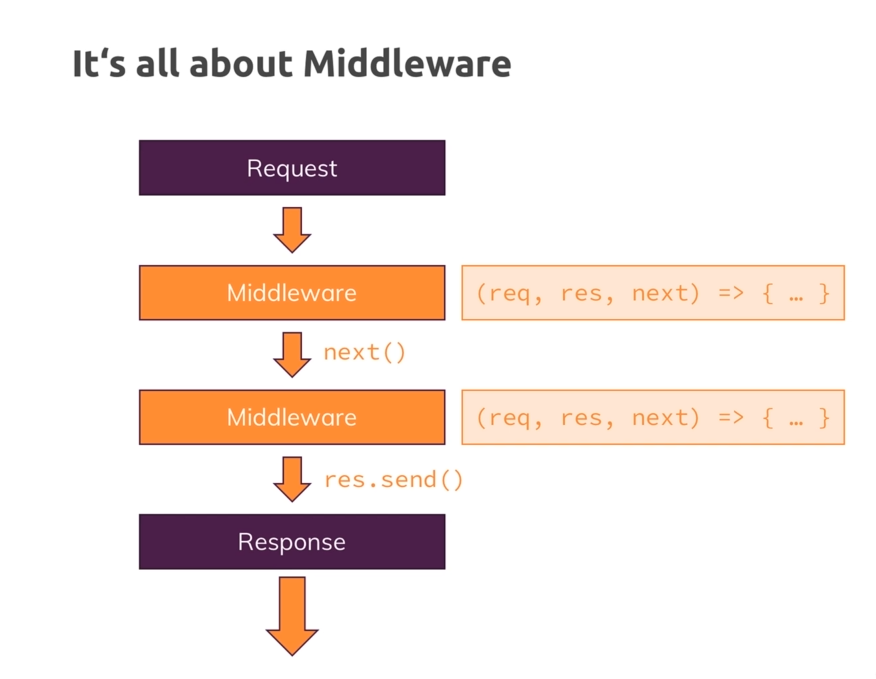 It‘s all about Middleware
Request
Middleware
(req, res, next) => { … }
next()
Middleware
(req, res, next) => { … }
res.send()
Response